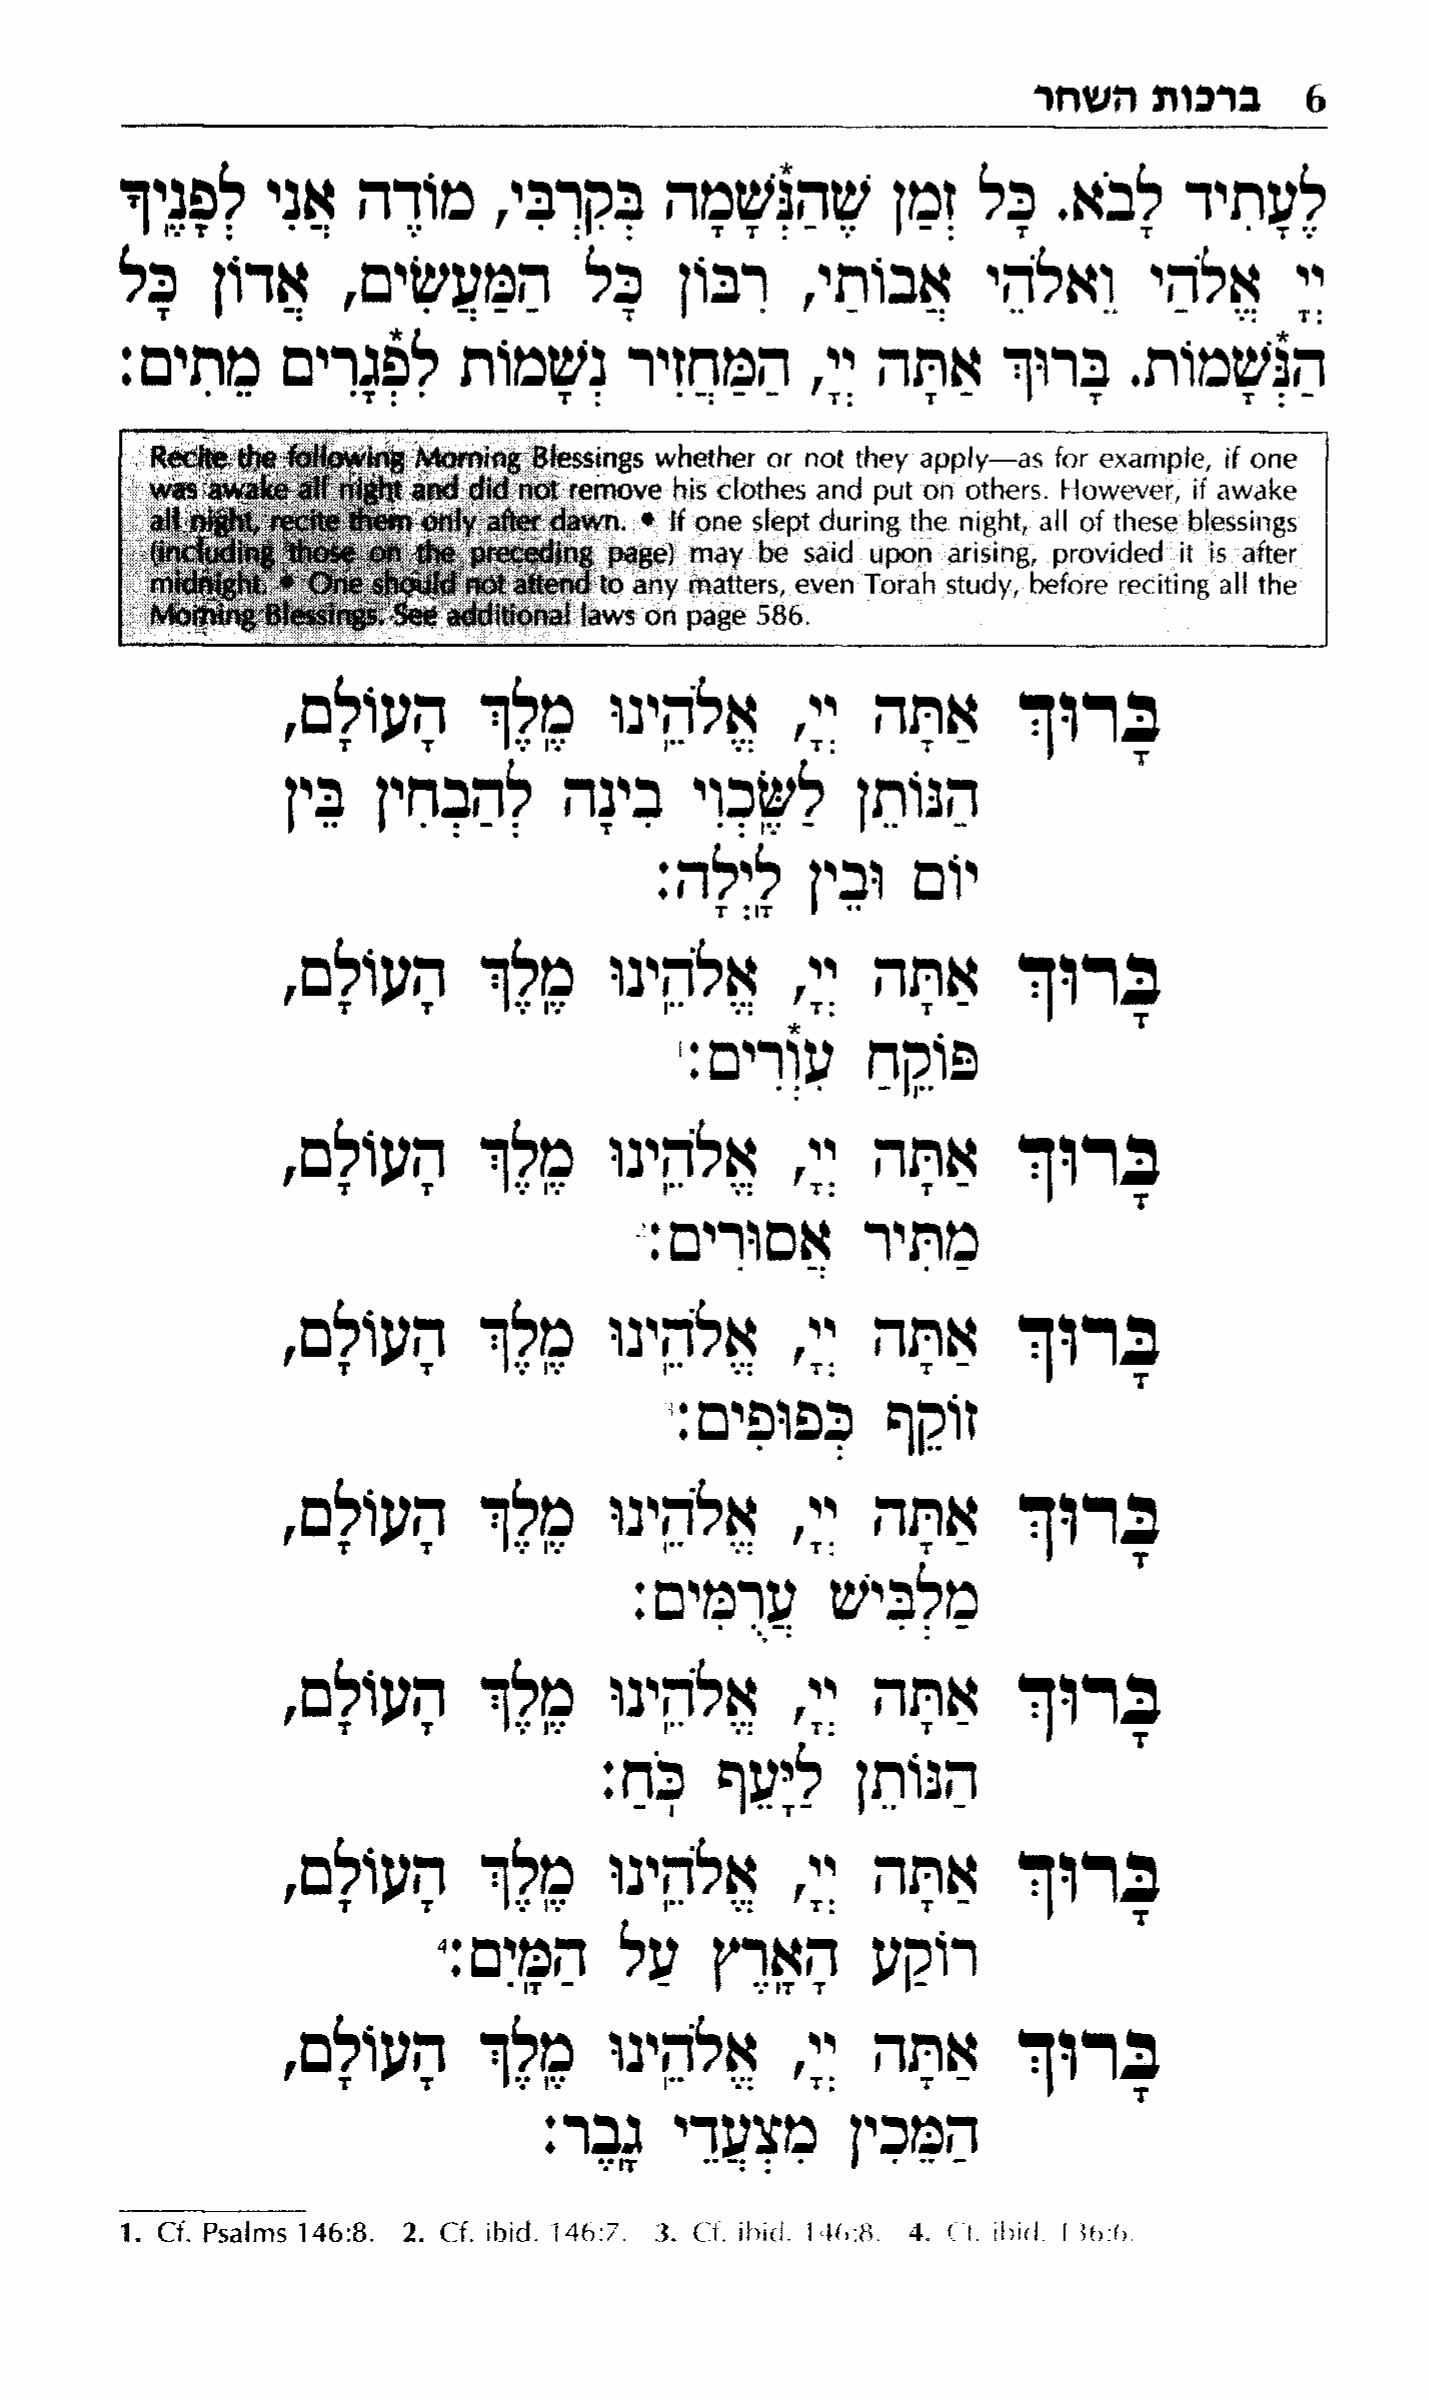 6 ברכות השחר
לֶעָתִיד לָבֹא. כָּל זְמַן שֶׁהַנְּשָׁמָה* בְּקִרְבִּי, מוֹדֶה אֲנִי לְפָנֶֽיךָ
יְיָ אֱלֹהַי וֵאלֹהֵי אֲבוֹתַי, רִבּוֹן כָּל הַמַּעֲשִׂים, אֲדוֹן כָּל
הַנְּשָׁמוֹת*. בָּרוּךְ אַתָּה יְיָ, הַמַּחֲזִיר נְשָׁמוֹת לִפְגָרִים* מֵתִים:
Recite the following Morning Blessings whether or not they apply—as for example, if one
was awake all night and did not remove his clothes and put on others. However, if awake
all night, recite them only after dawn. • If one slept during the night, all of these blessings
(including those on the preceding page) may be said upon arising, provided it is after
midnight. • One should not attend to any matters, even Torah study, before reciting all the
Morning Blessings. See additional laws on page 586.
בָּרוּךְ אַתָּה יְיָ, אֱלֹהֵֽינוּ מֶֽלֶךְ הָעוֹלָם,
הַנּוֹתֵן לַשֶּֽׂכְוִי בִינָה לְהַבְחִין בֵּין
יוֹם וּבֵין לָֽיְלָה:
בָּרוּךְ אַתָּה יְיָ, אֱלֹהֵֽינוּ מֶֽלֶךְ הָעוֹלָם,
פּוֹקֵֽחַ עִוְרִים*:¹
בָּרוּךְ אַתָּה יְיָ, אֱלֹהֵֽינוּ מֶֽלֶךְ הָעוֹלָם,
מַתִּיר אֲסוּרִים:²
בָּרוּךְ אַתָּה יְיָ, אֱלֹהֵֽינוּ מֶֽלֶךְ הָעוֹלָם,
זוֹקֵף כְּפוּפִים:³
בָּרוּךְ אַתָּה יְיָ, אֱלֹהֵֽינוּ מֶֽלֶךְ הָעוֹלָם,
מַלְבִּישׁ עֲרֻמִּים:
בָּרוּךְ אַתָּה יְיָ, אֱלֹהֵֽינוּ מֶֽלֶךְ הָעוֹלָם,
הַנּוֹתֵן לַיָּעֵף כֹּֽחַ:
בָּרוּךְ אַתָּה יְיָ, אֱלֹהֵֽינוּ מֶֽלֶךְ הָעוֹלָם,
רוֹקַע הָאָֽרֶץ עַל הַמָּֽיִם:⁴
בָּרוּךְ אַתָּה יְיָ, אֱלֹהֵֽינוּ מֶֽלֶךְ הָעוֹלָם,
הַמֵּכִין מִצְעֲדֵי גָֽבֶר:
1. Cf. Psalms 146:8. 2. Cf. ibid. 146:7. 3. Cf. ibid. 146:8. 4. Cf. ibid. 136:6.